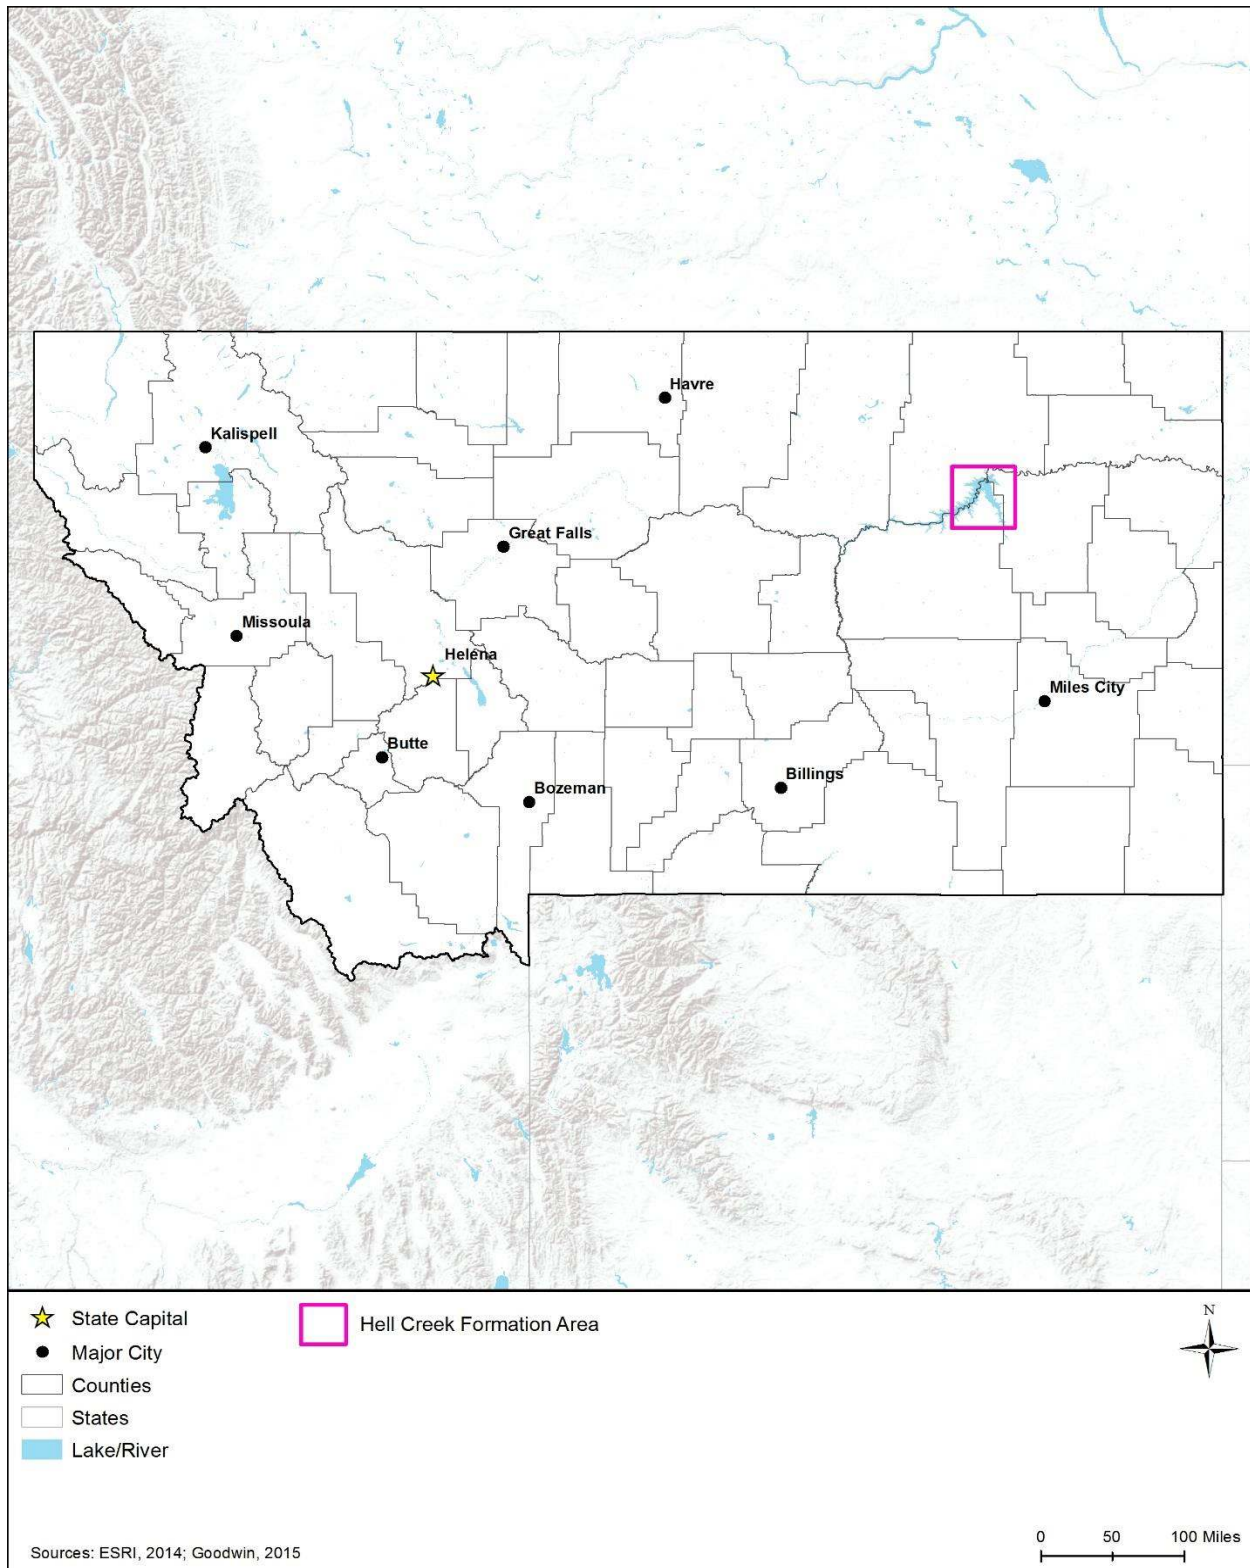 Havre
Kalispell
Great Falls
Missoula
Helena
Miles City
Butte
Billings
Bozeman
State Capital
Hell Creek Formation Area
N
Major City
Counties
States
Lake/River
Sources: ESRI, 2014; Goodwin, 2015
0 50 100 Miles